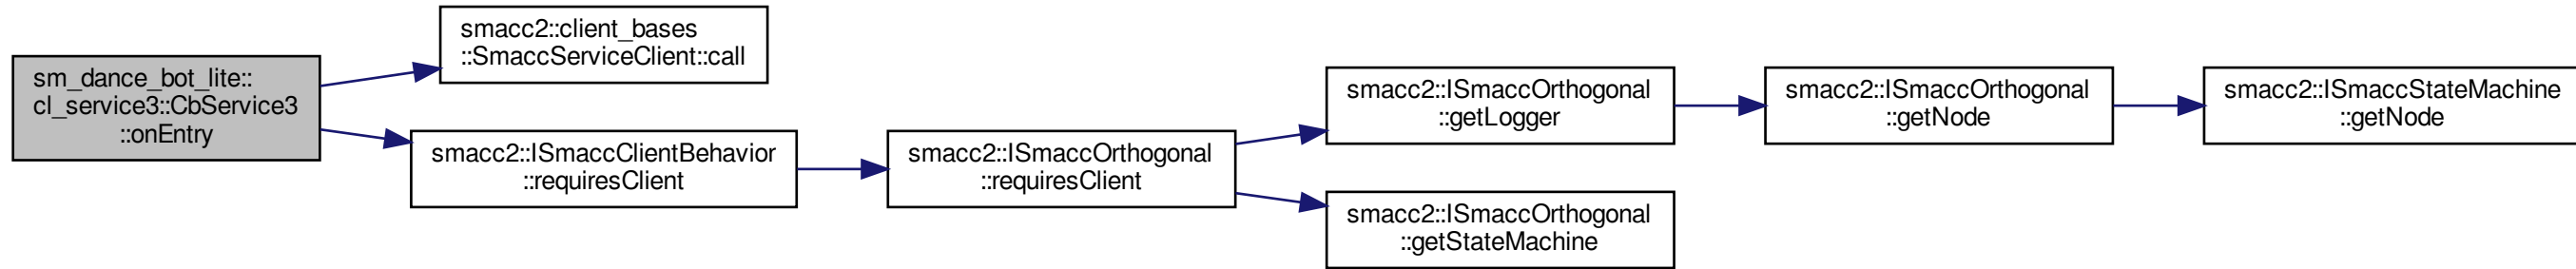 sm_dance_bot_lite::
cl_service3::CbService3
::onEntry
smacc2::client_bases
::SmaccServiceClient::call
smacc2::ISmaccClientBehavior
::requiresClient
smacc2::ISmaccOrthogonal
::requiresClient
smacc2::ISmaccOrthogonal
::getLogger
smacc2::ISmaccOrthogonal
::getNode
smacc2::ISmaccStateMachine
::getNode
smacc2::ISmaccOrthogonal
::getStateMachine